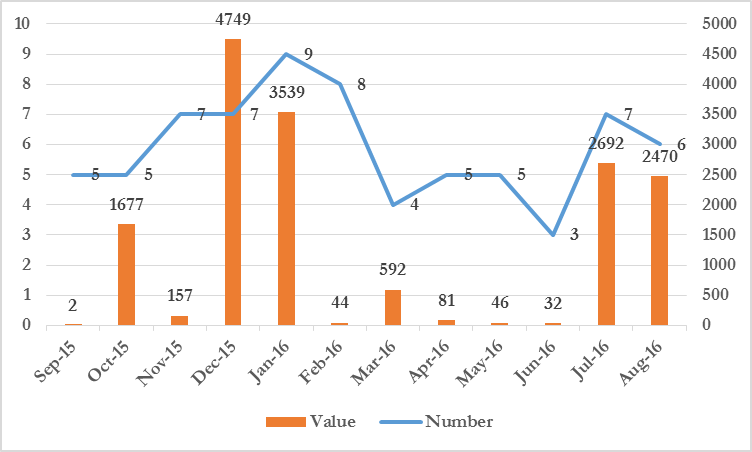 10 4749 5000
9 9 4500
8 3539 8 4000
7 7 7 7 3500
6 2692 2470 6 3000
5 5 5 5 5 2500
4 1677 4 2000
3 3 1500
2 592 1000
1 2 157 44 81 46 32 500
0 0
Sep-15 Oct-15 Nov-15 Dec-15 Jan-16 Feb-16 Mar-16 Apr-16 May-16 Jun-16 Jul-16 Aug-16
Value Number